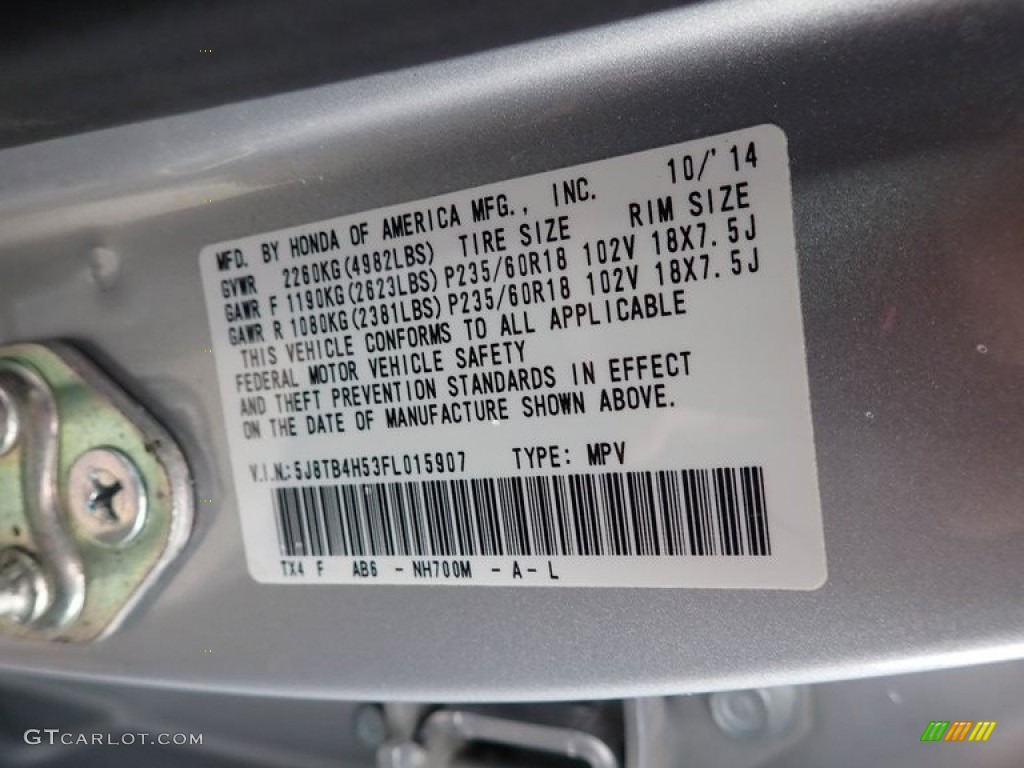 MFD. BY HONDA OF AMERICA MFG., INC. 10/'14
GVWR 2260KG(4982LBS) TIRE SIZE RIM SIZE
GAWR F 1190KG(2623LBS) P235/60R18 102V 18X7.5J
GAWR R 1080KG(2381LBS) P235/60R18 102V 18X7.5J
THIS VEHICLE CONFORMS TO ALL APPLICABLE
FEDERAL MOTOR VEHICLE SAFETY
AND THEFT PREVENTION STANDARDS IN EFFECT
ON THE DATE OF MANUFACTURE SHOWN ABOVE.
V.I.N.:5J8TB4H53FL015907 TYPE: MPV
TX4 F AB6 - NH700M - A - L
GTCARLOT.COM